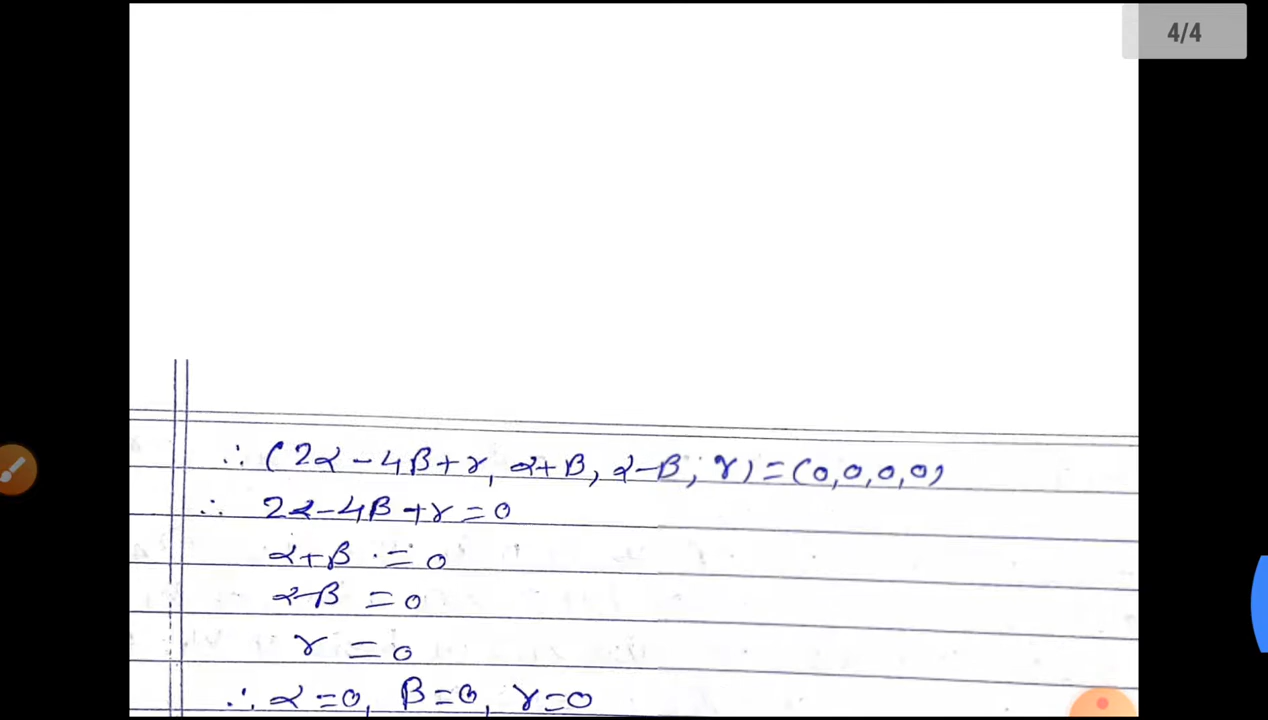 4/4
∴ (2α - 4β + γ, α + β, α - β, γ) = (0,0,0,0)
∴ 2α - 4β + γ = 0
α + β = 0
α - β = 0
γ = 0
∴ α = 0, β = 0, γ = 0